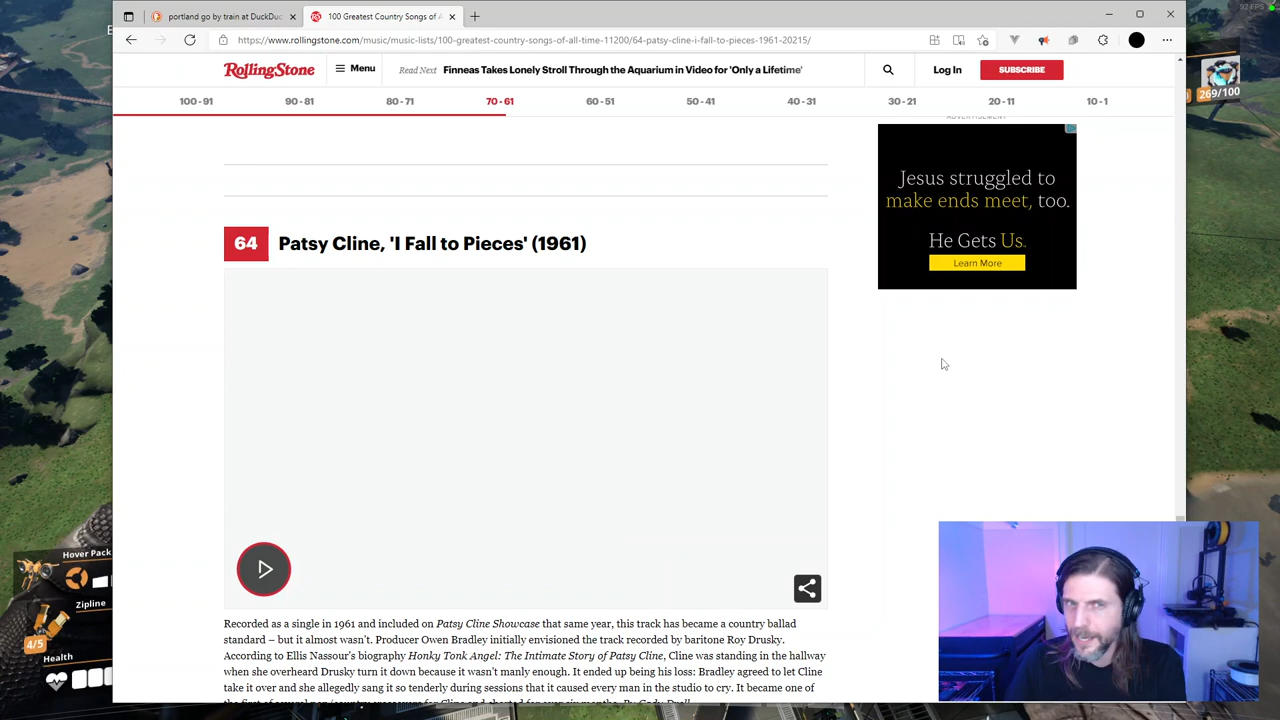 92 FPS
portland go by train at DuckDuc
100 Greatest Country Songs of A
https://www.rollingstone.com/music/music-lists/100-greatest-country-songs-of-all-time-11200/64-patsy-cline-i-fall-to-pieces-1961-20215/
RollingStone
Menu
Read Next Finneas Takes Lonely Stroll Through the Aquarium in Video for 'Only a Lifetime'
Log In
SUBSCRIBE
269/100
100 - 91
90 - 81
80 - 71
70 - 61
60 - 51
50 - 41
40 - 31
30 - 21
20 - 11
10 - 1
ADVERTISEMENT
Jesus struggled to
make ends meet, too.
He Gets Us.
Learn More
64 Patsy Cline, 'I Fall to Pieces' (1961)
Hover Pack
Zipline
4/5
Health
Recorded as a single in 1961 and included on Patsy Cline Showcase that same year, this track has became a country ballad
standard – but it almost wasn't. Producer Owen Bradley initially envisioned the track recorded by baritone Roy Drusky.
According to Ellis Nassour's biography Honky Tonk Angel: The Intimate Story of Patsy Cline, Cline was standing in the hallway
when she overheard Drusky turn it down because it wasn't manly enough. It ended up being his loss: Bradley agreed to let Cline
take it over and she allegedly sang it so tenderly during sessions that it caused every man in the studio to cry. It became one of